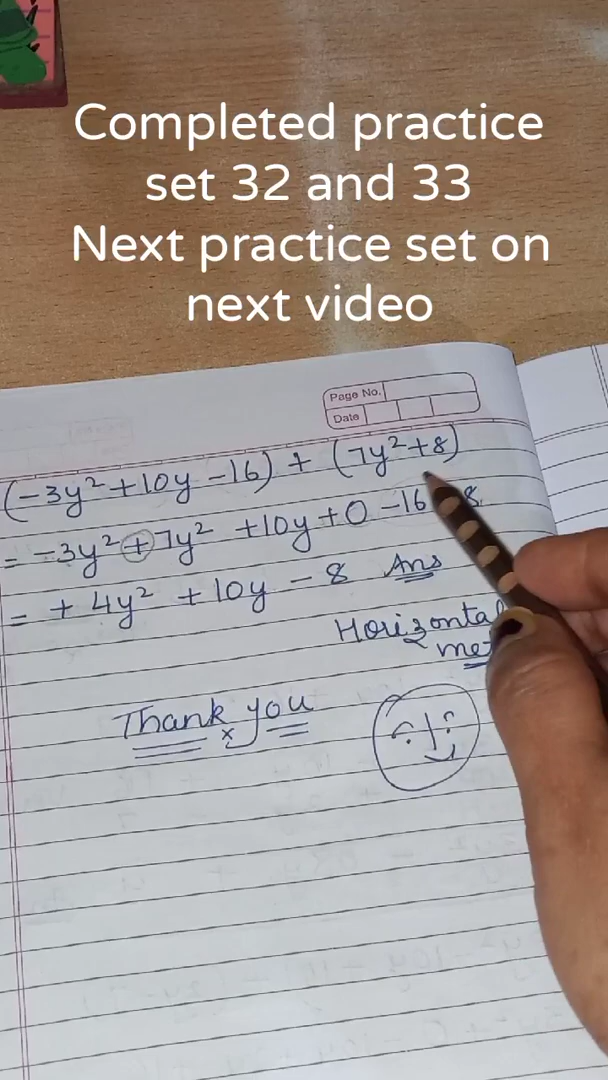 Completed practice
set 32 and 33
Next practice set on
next video
Page No.
Date
(-3y²+10y-16) + (7y²+8)
= -3y²+7y² +10y+0-16 8
= +4y² +10y - 8 Ans
Horizontal
Thank you